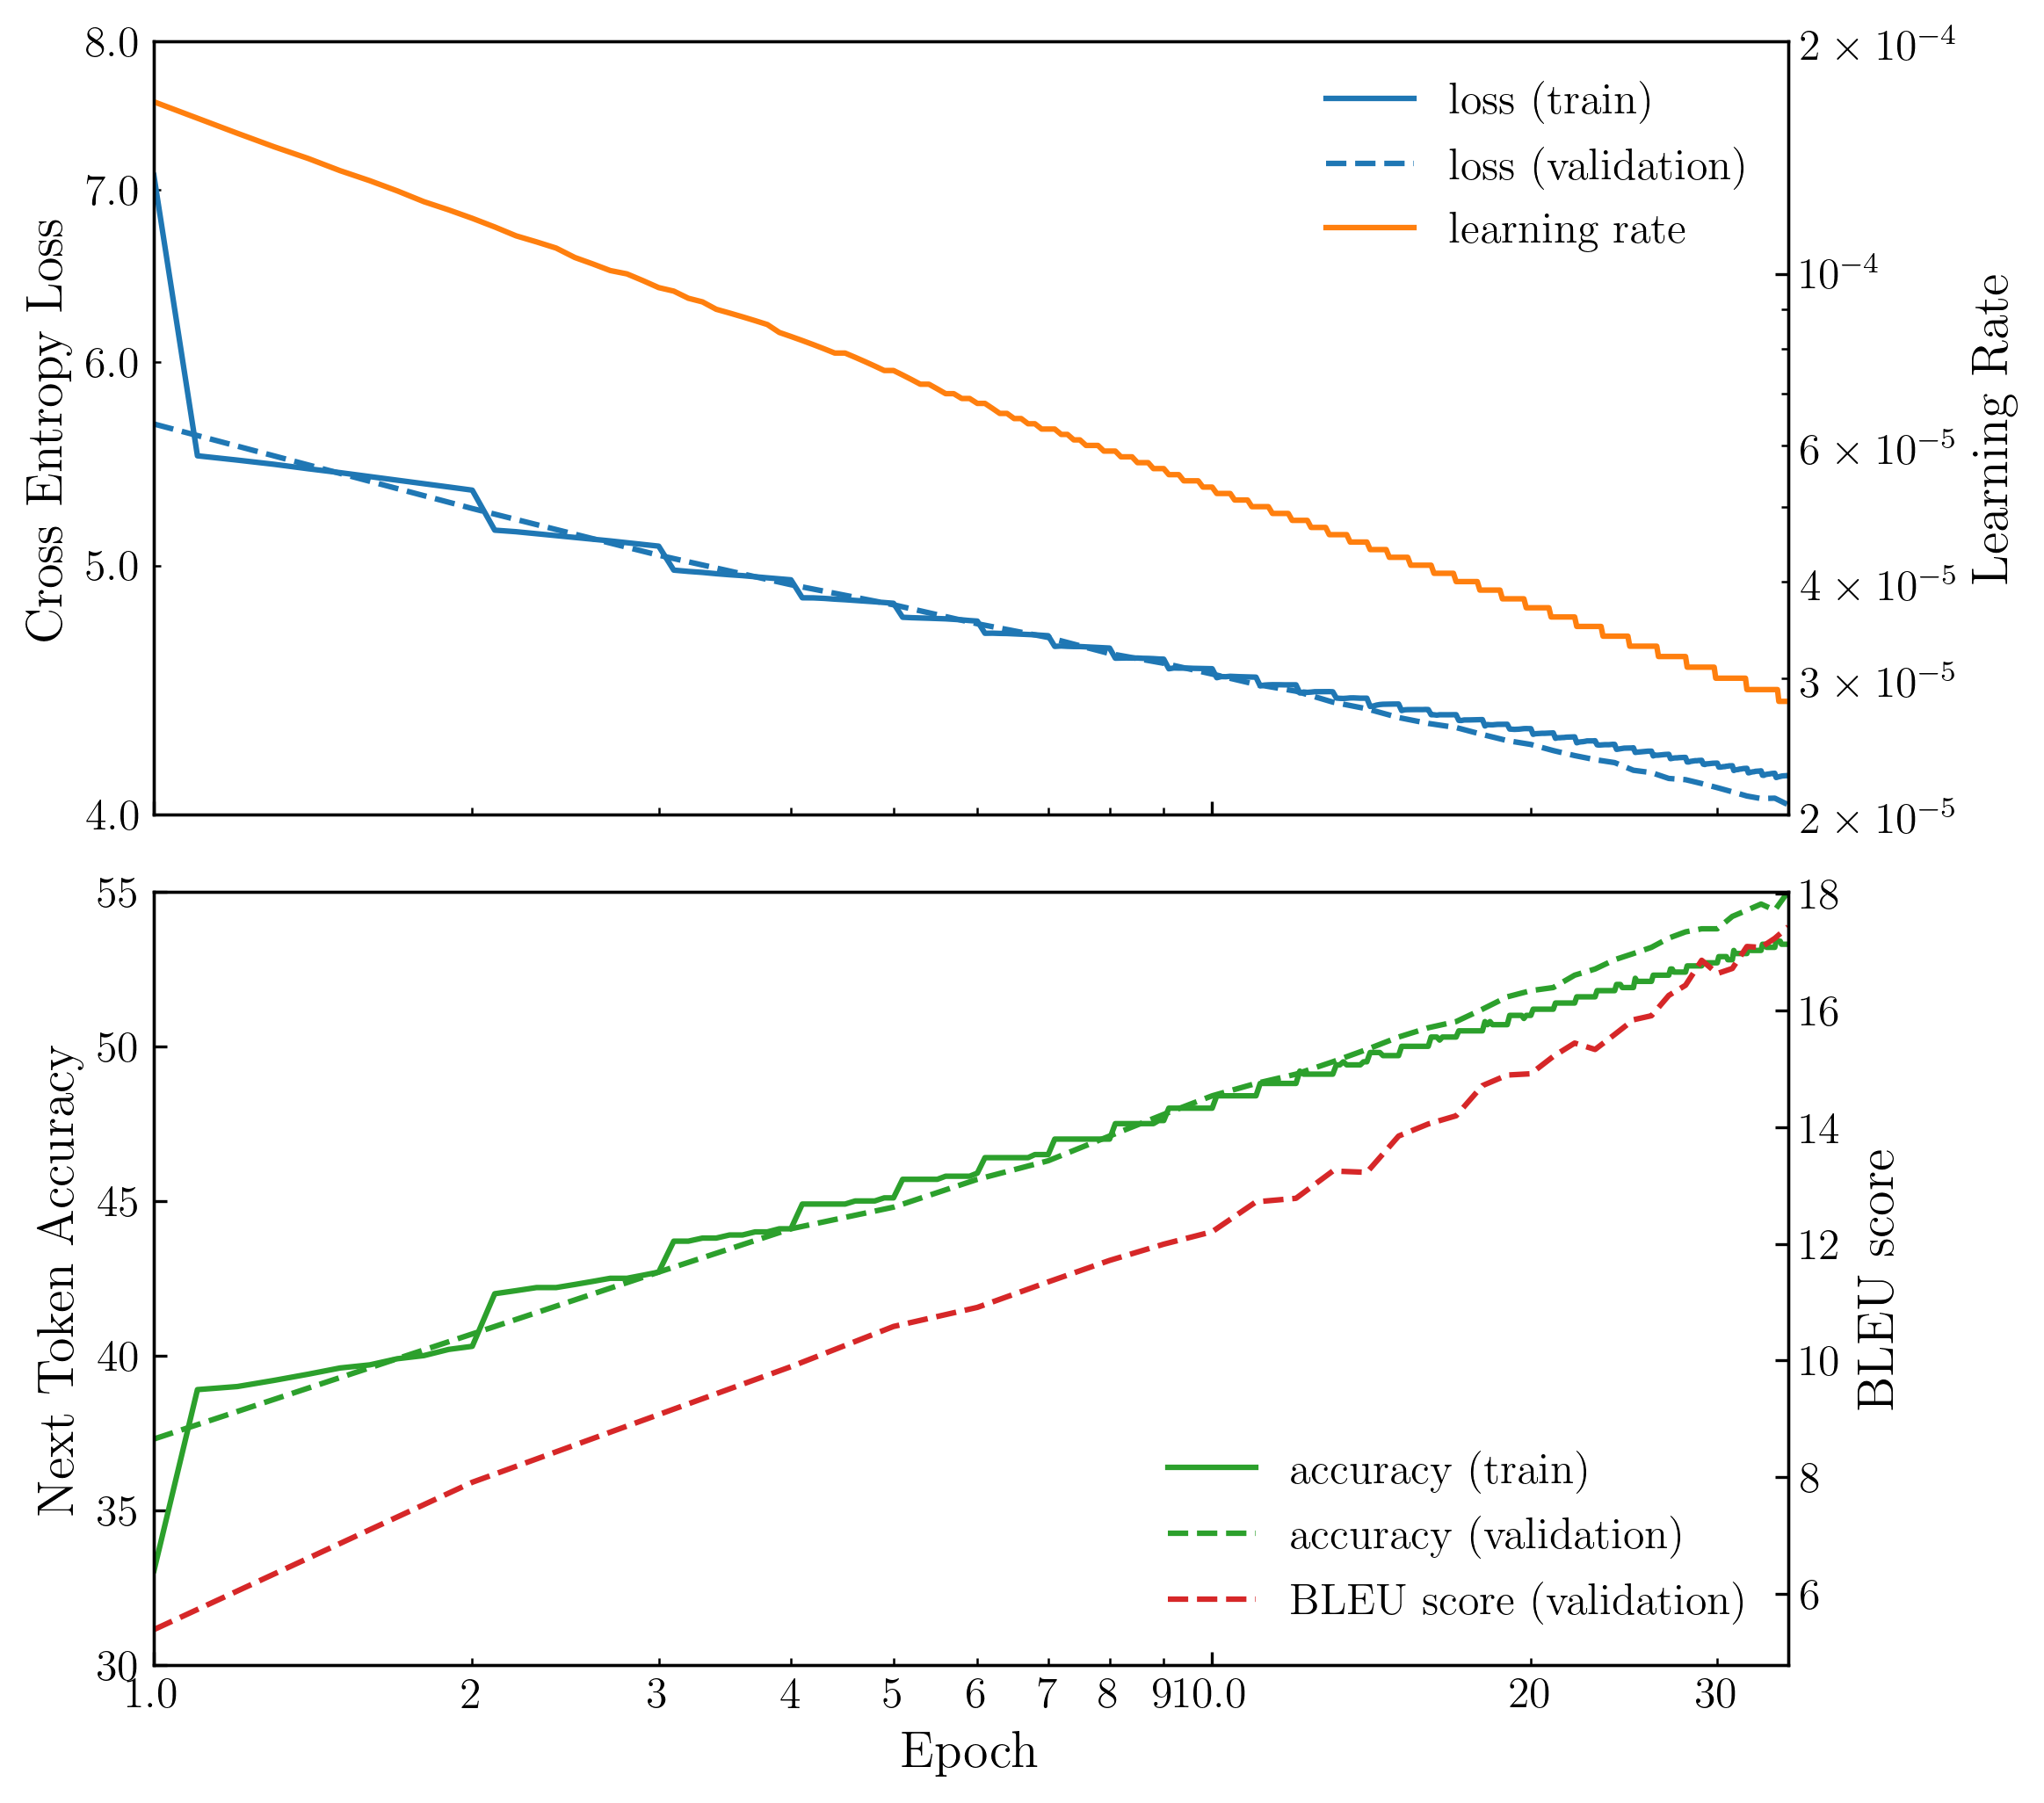 8.0
7.0
6.0
5.0
4.0
Cross Entropy Loss
loss (train)
loss (validation)
learning rate
2 × 10⁻⁴
10⁻⁴
6 × 10⁻⁵
4 × 10⁻⁵
3 × 10⁻⁵
2 × 10⁻⁵
Learning Rate
55
50
45
40
35
30
Next Token Accuracy
accuracy (train)
accuracy (validation)
BLEU score (validation)
18
16
14
12
10
8
6
BLEU score
1.0 2 3 4 5 6 7 8 9 10.0 20 30
Epoch